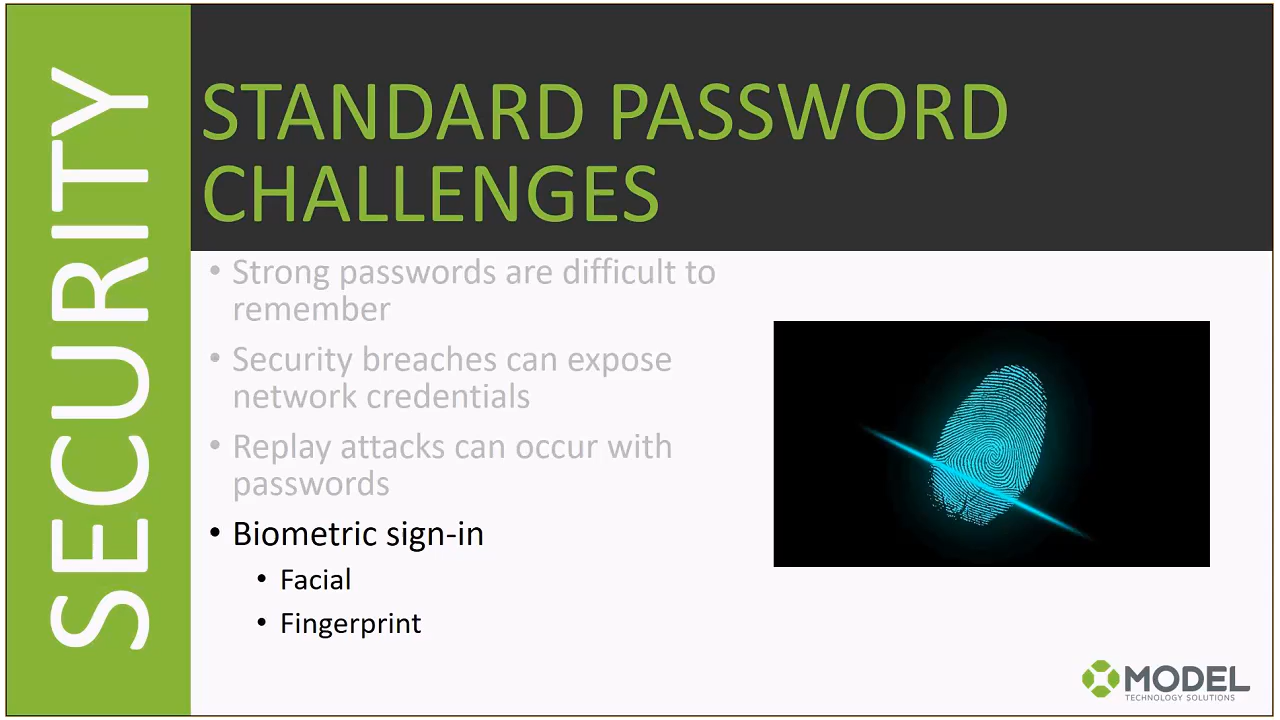 SECURITY
STANDARD PASSWORD
CHALLENGES
• Strong passwords are difficult to
remember
• Security breaches can expose
network credentials
• Replay attacks can occur with
passwords
• Biometric sign-in
• Facial
• Fingerprint
MODEL
TECHNOLOGY SOLUTIONS